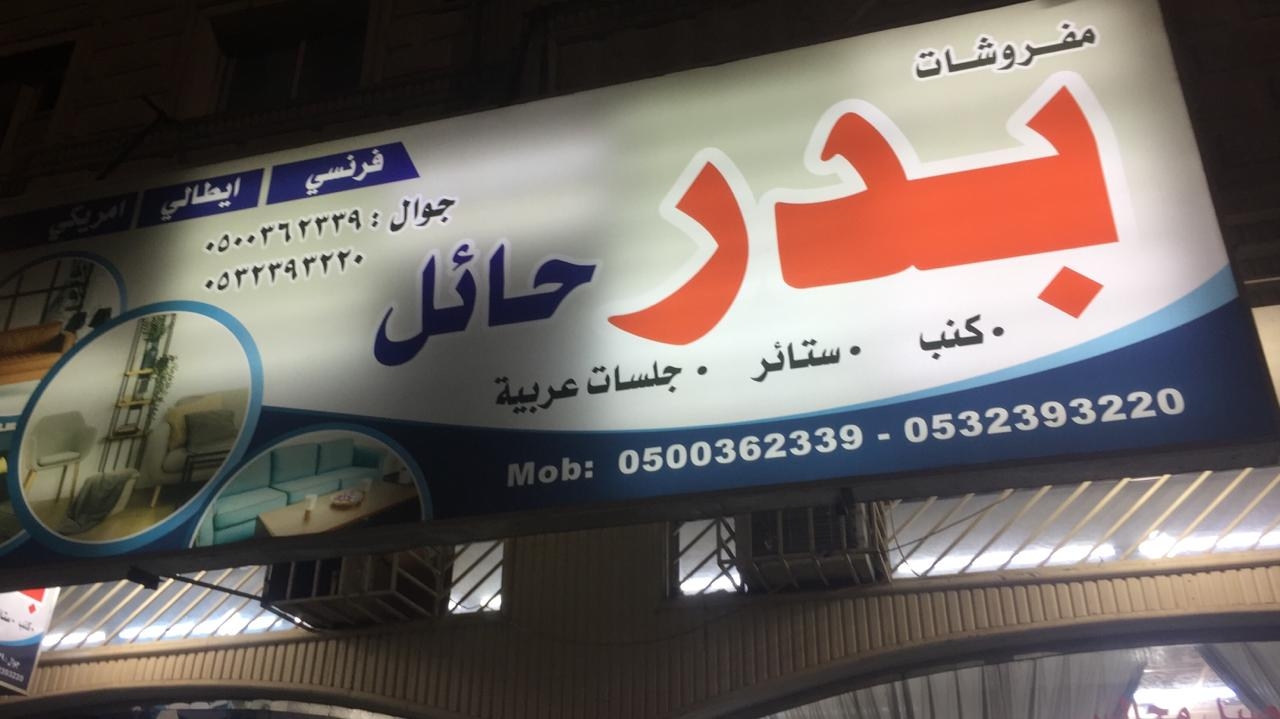 مفروشات
بدر حائل
فرنسي ايطالي امريكي
جوال : ٠٥٠٠٣٦٢٣٣٩
٠٥٣٢٣٩٣٢٢٠
• كنب • ستائر • جلسات عربية
Mob: 0500362339 - 0532393220